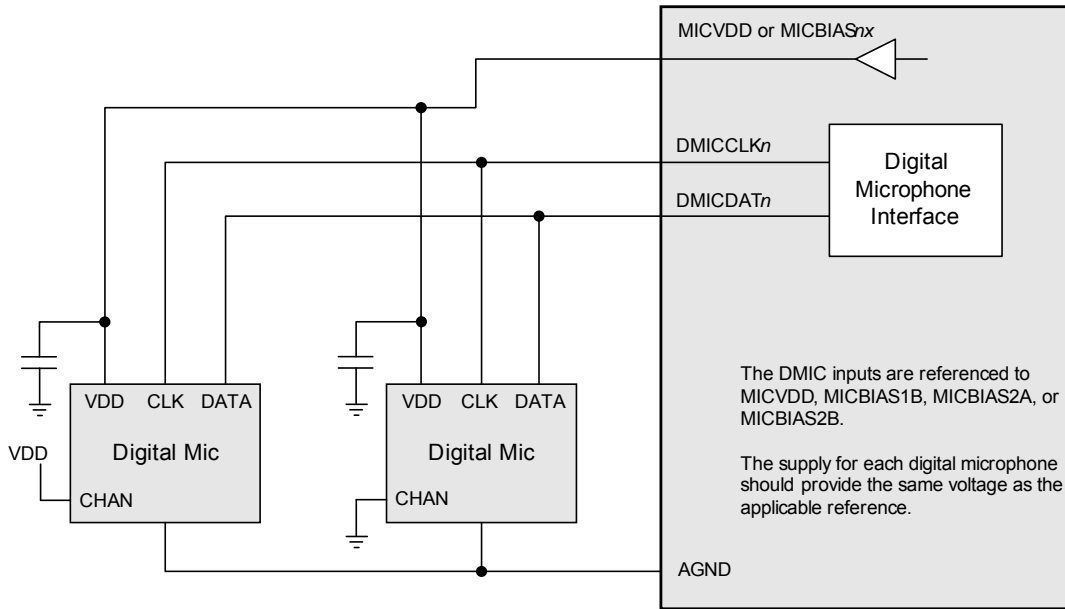 MICVDD or MICBIASnx
DMICCLKn
DMICDATn
Digital
Microphone
Interface
VDD CLK DATA
Digital Mic
VDD
CHAN
VDD CLK DATA
Digital Mic
CHAN
The DMIC inputs are referenced to
MICVDD, MICBIAS1B, MICBIAS2A, or
MICBIAS2B.
The supply for each digital microphone
should provide the same voltage as the
applicable reference.
AGND